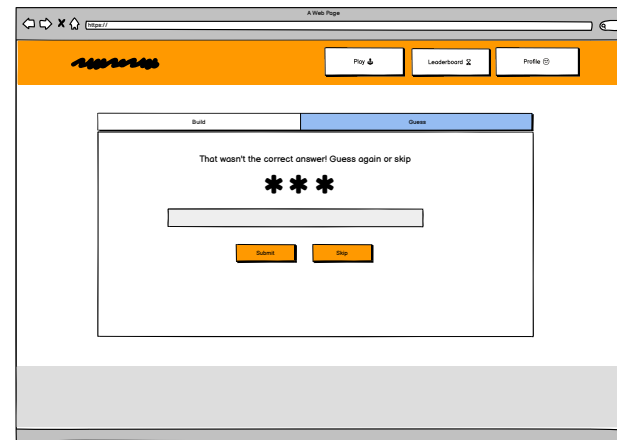 A Web Page
https://
Play
Leaderboard
Profile
Build
Guess
That wasn't the correct answer! Guess again or skip
***
Submit
Skip